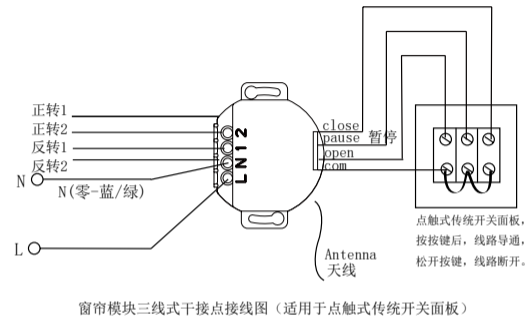 正转1
正转2
反转1
反转2
N
N(零-蓝/绿)
L
LN12
close
pause 暂停
open
com
Antenna
天线
点触式传统开关面板，
按按键后，线路导通，
松开按键，线路断开。
窗帘模块三线式干接点接线图（适用于点触式传统开关面板）